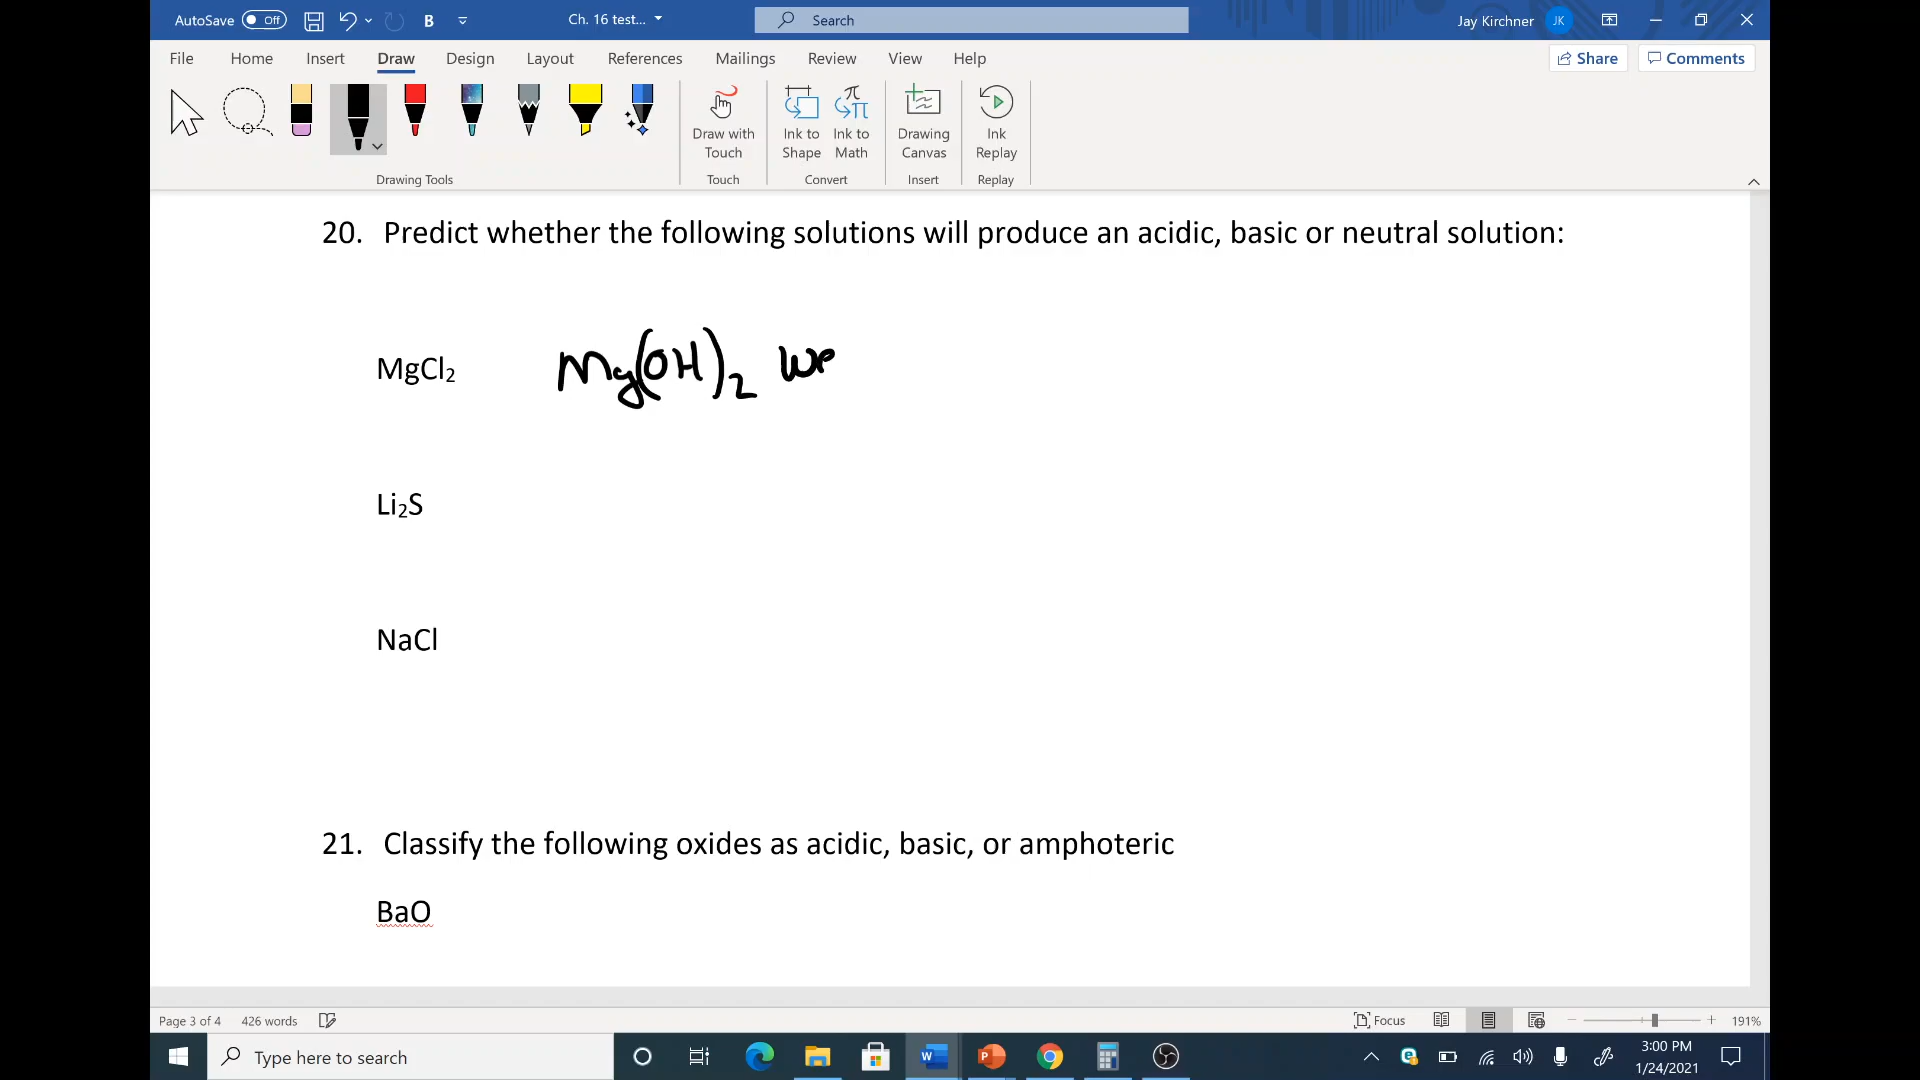 AutoSave Off B Ch. 16 test... Search Jay Kirchner JK
File Home Insert Draw Design Layout References Mailings Review View Help Share Comments
Draw with Touch Ink to Shape Ink to Math Drawing Canvas Ink Replay
Drawing Tools Touch Convert Insert Replay
20. Predict whether the following solutions will produce an acidic, basic or neutral solution:
MgCl₂ Mg(OH)₂ we
Li₂S
NaCl
21. Classify the following oxides as acidic, basic, or amphoteric
BaO
Page 3 of 4 426 words Focus 191%
Type here to search 3:00 PM
1/24/2021